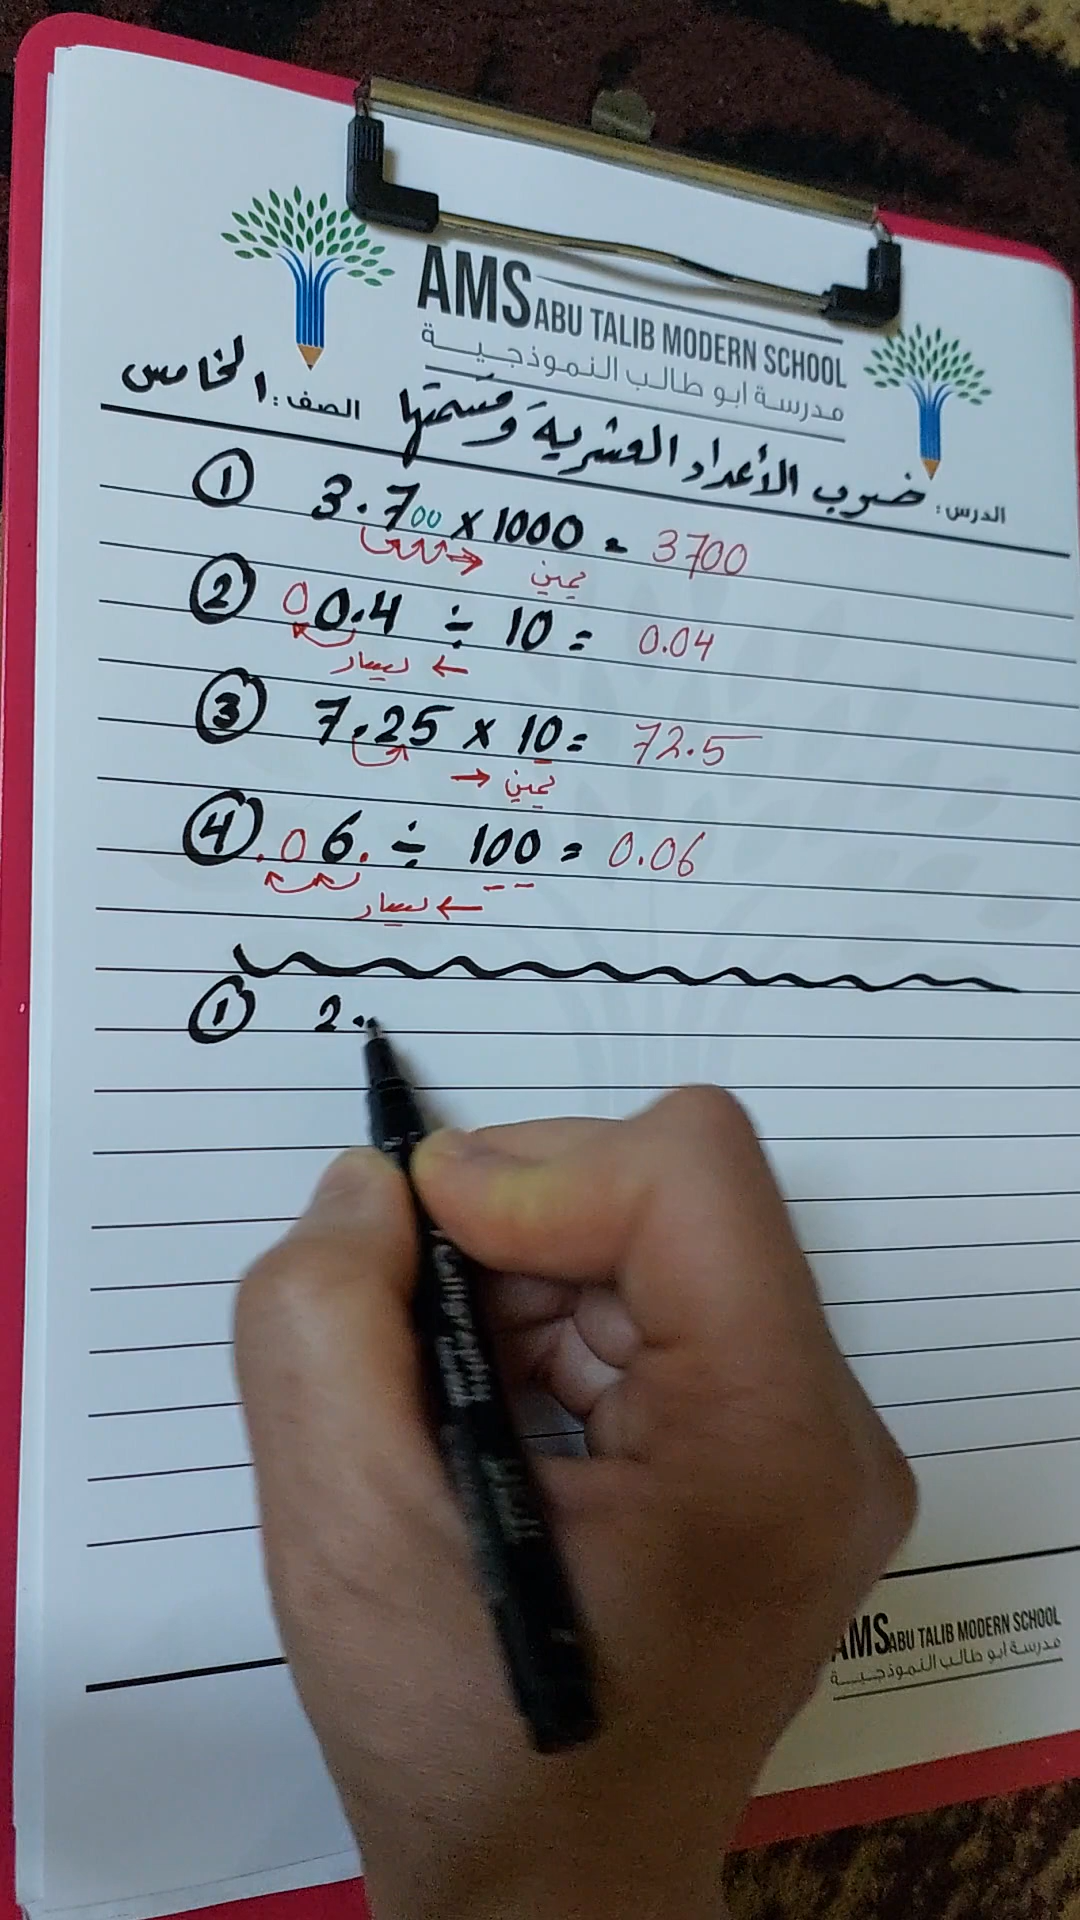 AMS ABU TALIB MODERN SCHOOL
مدرسة ابو طالب النموذجية
الدرس: ضرب الأعداد العشرية وقسمتها الصف: الخامس
① 3.700 × 1000 = 3700
يمين
② 00.4 ÷ 10 = 0.04
← يسار
③ 7.25 × 10 = 72.5
→ يمين
④ .06. ÷ 100 = 0.06
← يسار
① 2.
AMS ABU TALIB MODERN SCHOOL
مدرسة ابو طالب النموذجية